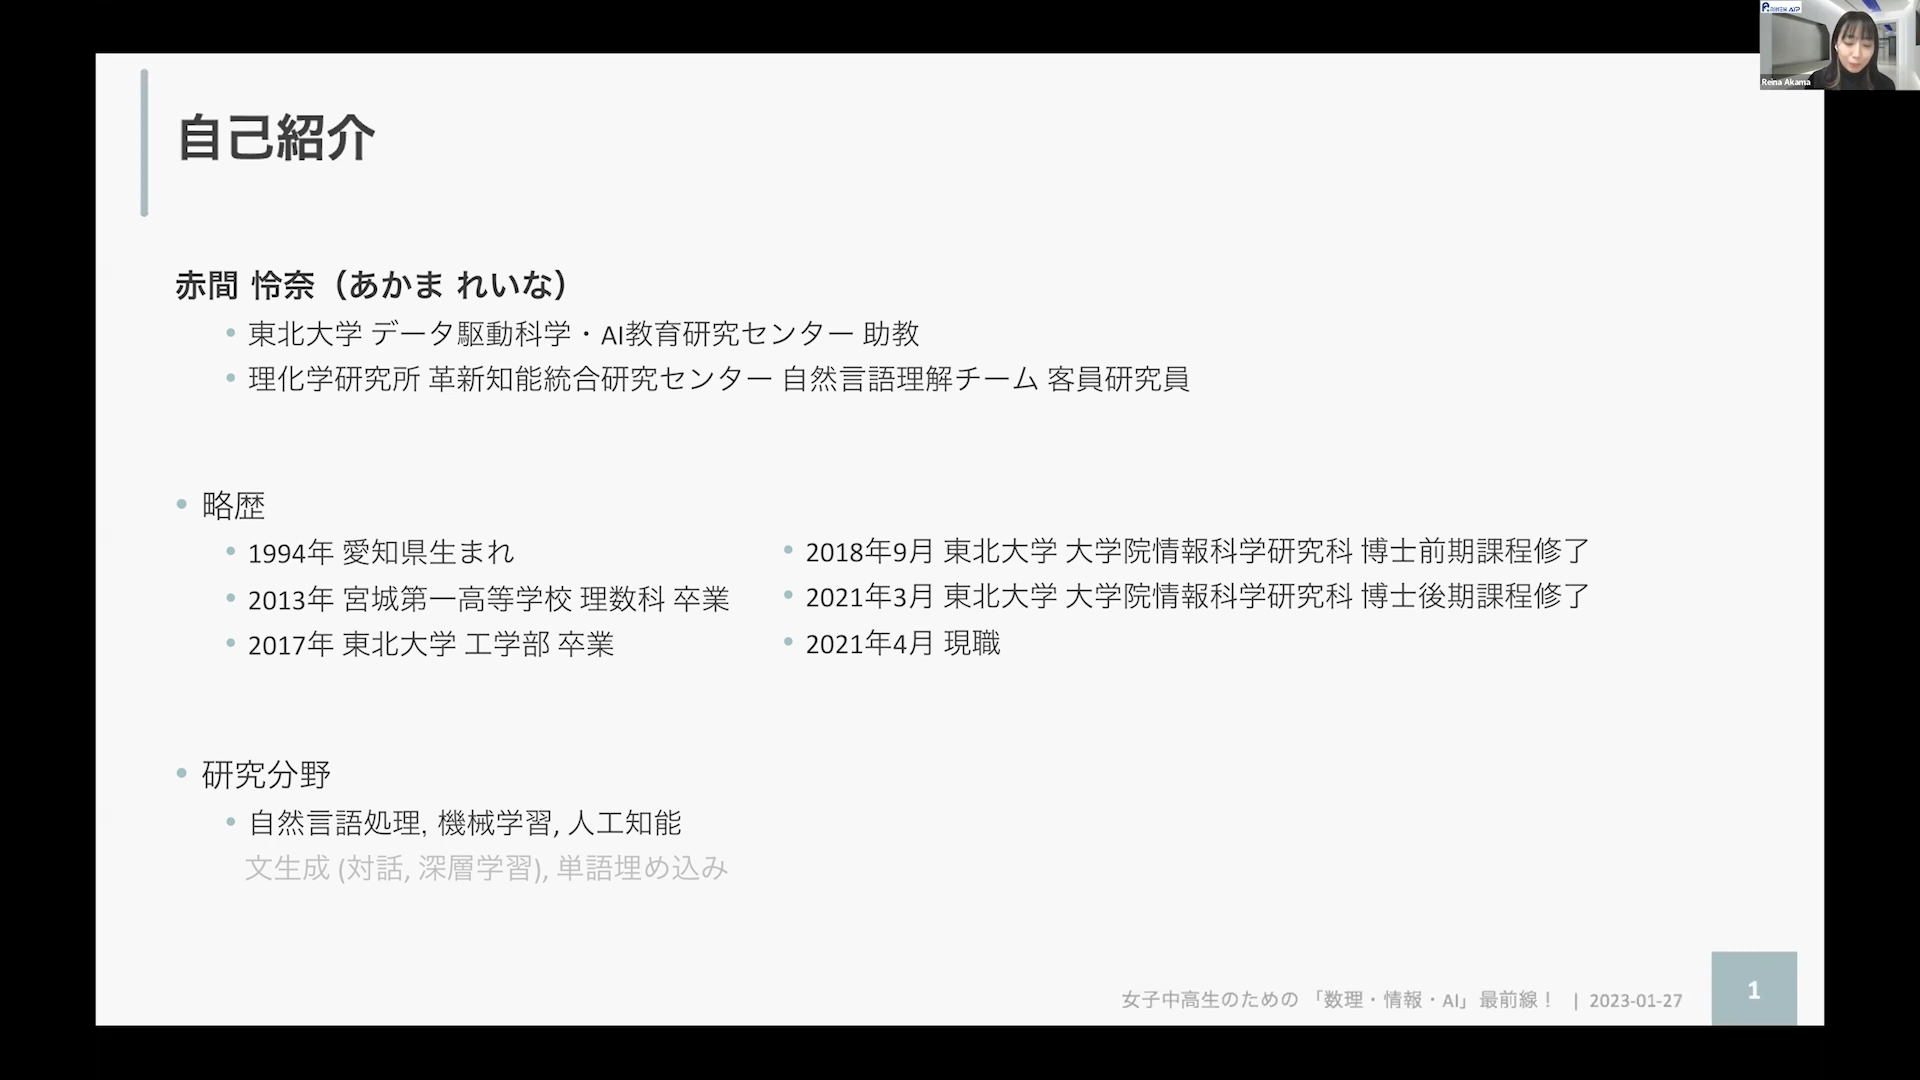 自己紹介
赤間 怜奈（あかま れいな）
• 東北大学 データ駆動科学・AI教育研究センター 助教
• 理化学研究所 革新知能統合研究センター 自然言語理解チーム 客員研究員
• 略歴
• 1994年 愛知県生まれ
• 2013年 宮城第一高等学校 理数科 卒業
• 2017年 東北大学 工学部 卒業
• 2018年9月 東北大学 大学院情報科学研究科 博士前期課程修了
• 2021年3月 東北大学 大学院情報科学研究科 博士後期課程修了
• 2021年4月 現職
• 研究分野
• 自然言語処理, 機械学習, 人工知能
文生成 (対話, 深層学習), 単語埋め込み
女子中高生のための 「数理・情報・AI」最前線！ | 2023-01-27
1
RIKEN AIP
Reina Akama